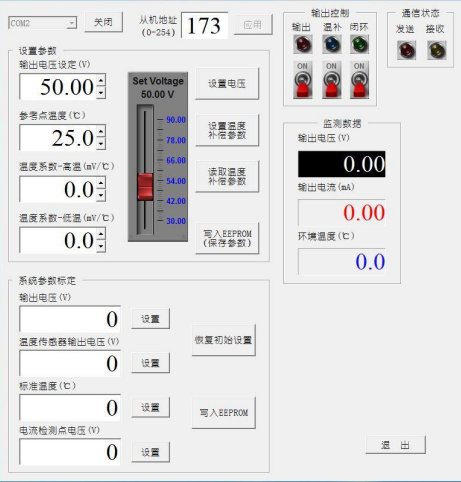 COM2 关闭 从机地址 (0-254) 173 应用
设置参数
输出电压设定(V)
50.00
参考点温度(℃)
25.0
温度系数-高温(mV/℃)
0.0
温度系数-低温(mV/℃)
0.0
Set Voltage
50.00 V
90.00
78.00
66.00
54.00
42.00
30.00
设置电压
设置温度
补偿参数
读取温度
补偿参数
写入EEPROM
(保存参数)
输出控制
输出 温补 闭环
ON ON ON
通信状态
发送 接收
监测数据
输出电压(V)
0.00
输出电流(mA)
0.00
环境温度(℃)
0.0
系统参数标定
输出电压(V)
0 设置
温度传感器输出电压(V)
0 设置
标准温度(℃)
0 设置
电流检测点电压(V)
0 设置
恢复初始设置
写入EEPROM
退 出